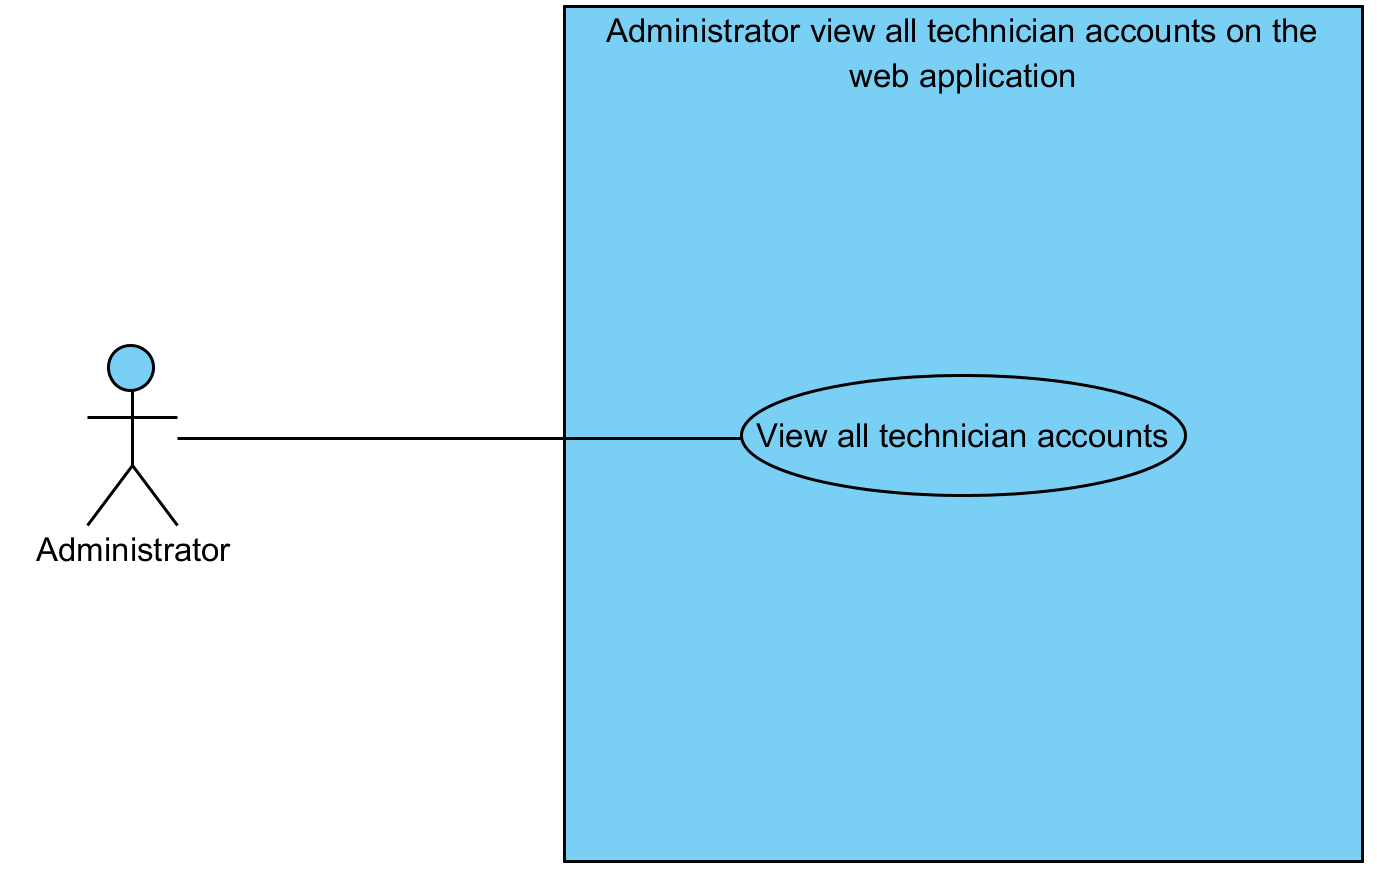 Administrator view all technician accounts on the
web application
View all technician accounts
Administrator